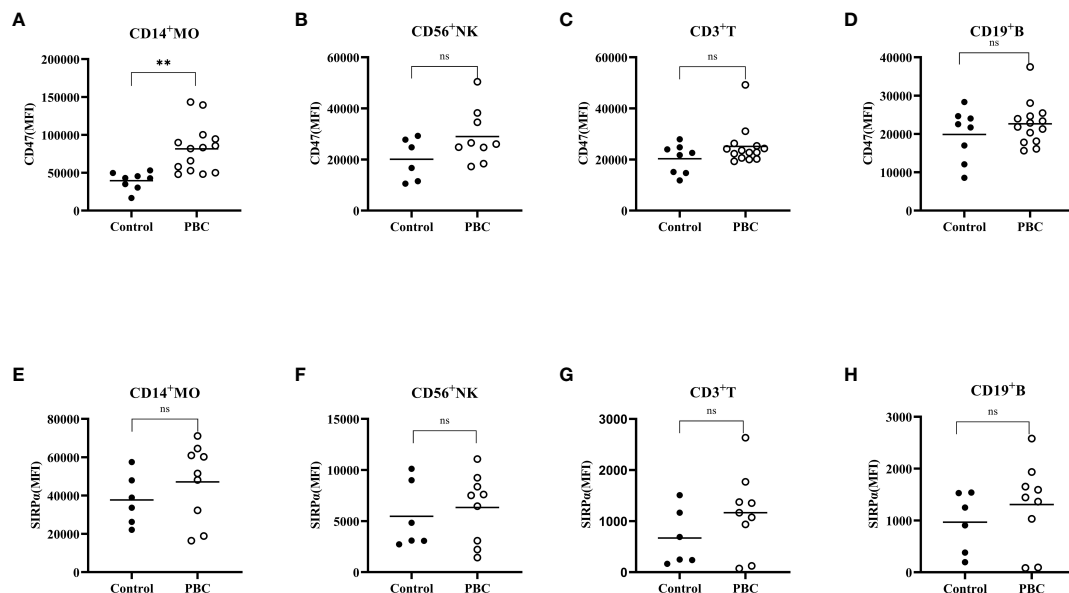 A
CD14+MO
CD47(MFI)
200000
150000
100000
50000
0
**
Control PBC
B
CD56+NK
CD47(MFI)
60000
40000
20000
0
ns
Control PBC
C
CD3+T
CD47(MFI)
60000
40000
20000
0
ns
Control PBC
D
CD19+B
CD47(MFI)
40000
30000
20000
10000
0
ns
Control PBC
E
CD14+MO
SIRPα(MFI)
80000
60000
40000
20000
0
ns
Control PBC
F
CD56+NK
SIRPα(MFI)
15000
10000
5000
0
ns
Control PBC
G
CD3+T
SIRPα(MFI)
3000
2000
1000
0
ns
Control PBC
H
CD19+B
SIRPα(MFI)
3000
2000
1000
0
ns
Control PBC